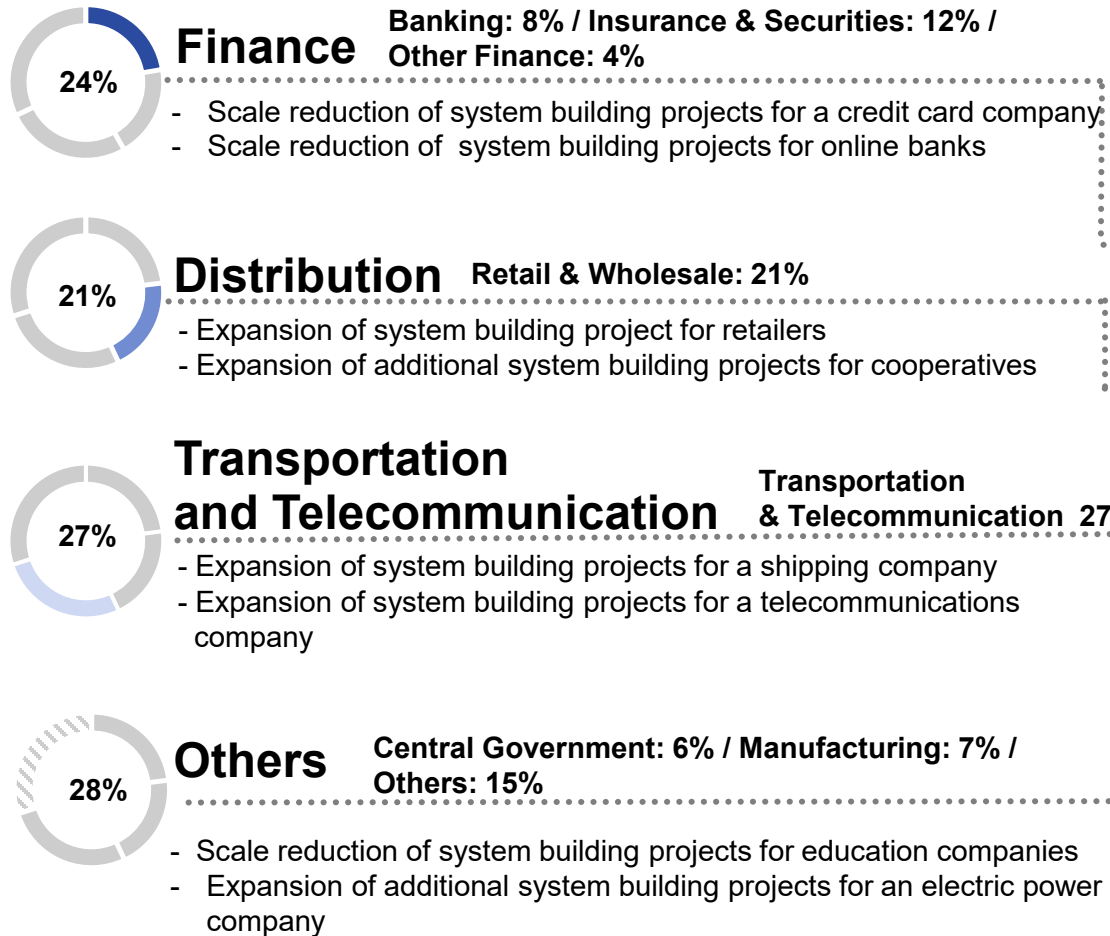 24%
Finance
Banking: 8% / Insurance & Securities: 12% /
Other Finance: 4%
- Scale reduction of system building projects for a credit card company
- Scale reduction of system building projects for online banks
21%
Distribution
Retail & Wholesale: 21%
- Expansion of system building project for retailers
- Expansion of additional system building projects for cooperatives
27%
Transportation
and Telecommunication
Transportation
& Telecommunication 27
- Expansion of system building projects for a shipping company
- Expansion of system building projects for a telecommunications
company
28%
Others
Central Government: 6% / Manufacturing: 7% /
Others: 15%
- Scale reduction of system building projects for education companies
- Expansion of additional system building projects for an electric power
company